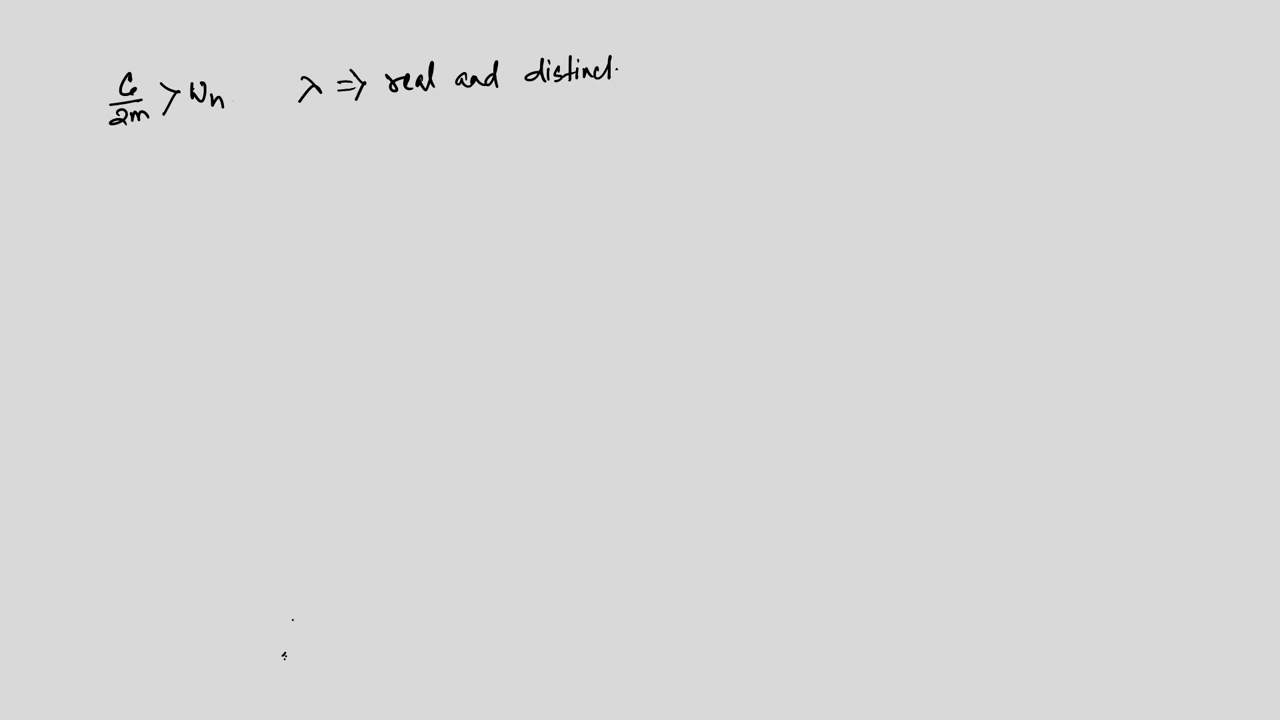 C/2m > ωn λ ⇒ real and distinct.